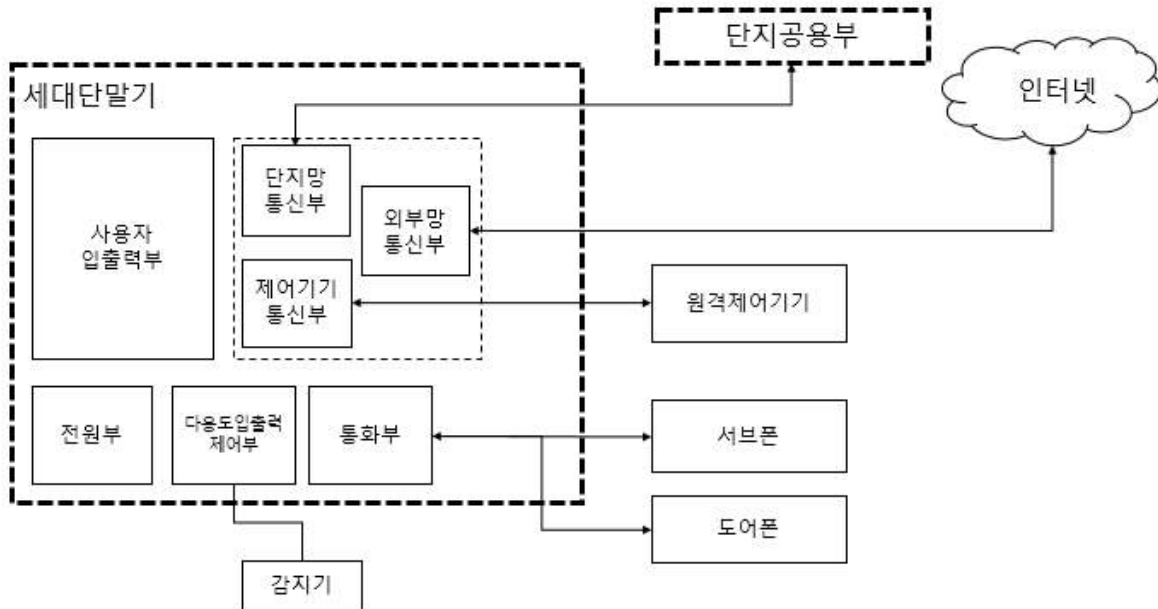 단지공용부
인터넷
세대단말기
사용자
입출력부
단지망
통신부
외부망
통신부
제어기기
통신부
원격제어기기
전원부
다용도입출력
제어부
통화부
서브폰
도어폰
감지기